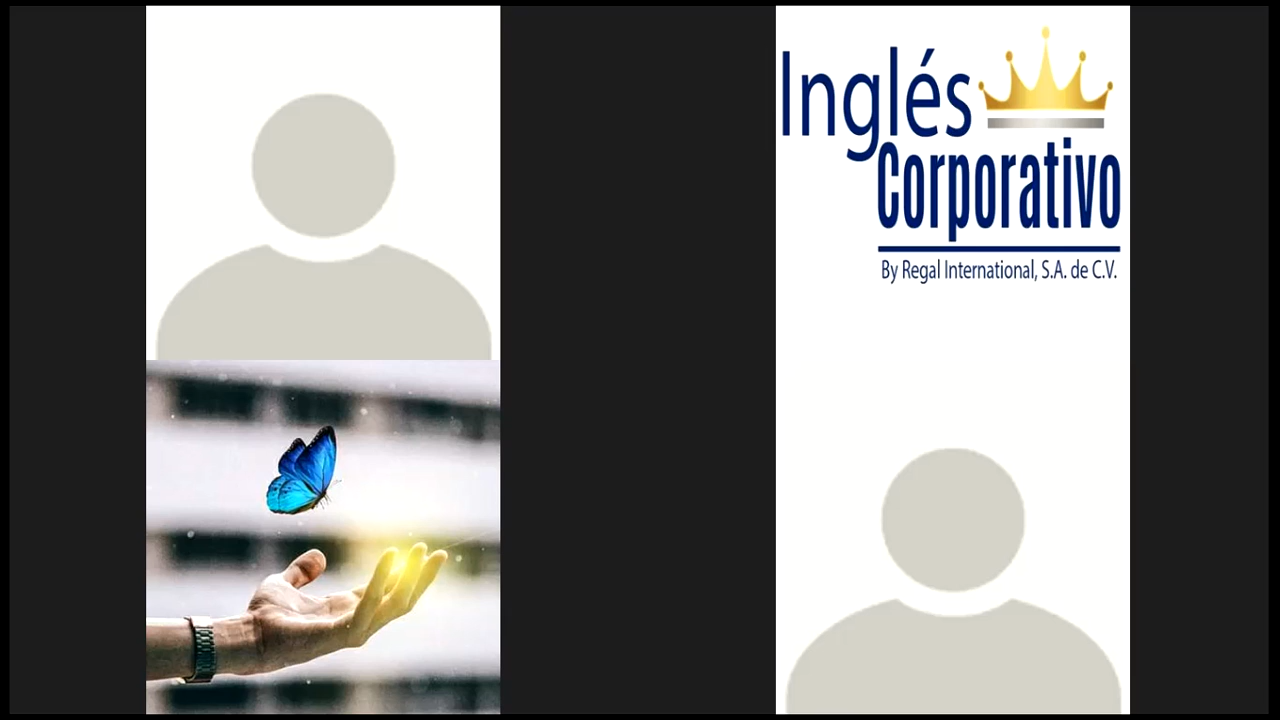 Inglés
Corporativo
By Regal International, S.A. de C.V.